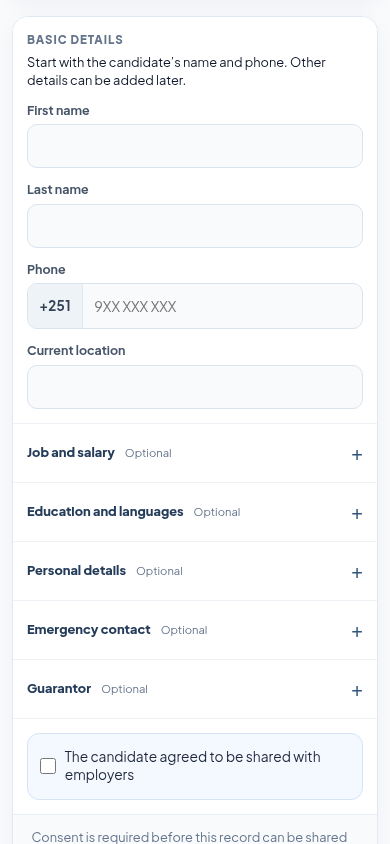 BASIC DETAILS
Start with the candidate's name and phone. Other
details can be added later.
First name
Last name
Phone
+251 9XX XXX XXX
Current location
Job and salary Optional +
Education and languages Optional +
Personal details Optional +
Emergency contact Optional +
Guarantor Optional +
The candidate agreed to be shared with
employers
Consent is required before this record can be shared